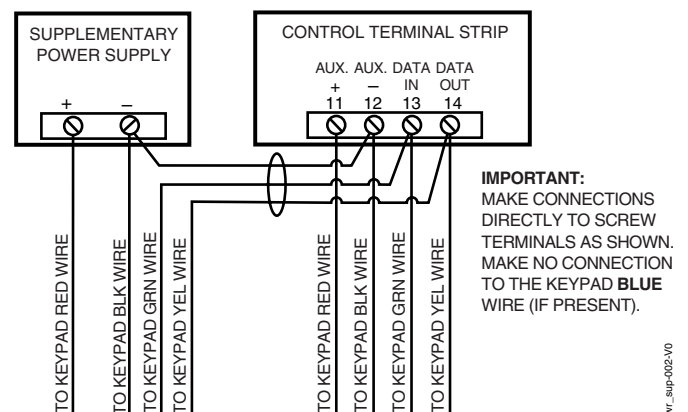 SUPPLEMENTARY
POWER SUPPLY
+ –
CONTROL TERMINAL STRIP
AUX. AUX. DATA DATA
+ – IN OUT
11 12 13 14
IMPORTANT:
MAKE CONNECTIONS
DIRECTLY TO SCREW
TERMINALS AS SHOWN.
MAKE NO CONNECTION
TO THE KEYPAD BLUE
WIRE (IF PRESENT).
TO KEYPAD RED WIRE
TO KEYPAD BLK WIRE
TO KEYPAD GRN WIRE
TO KEYPAD YEL WIRE
TO KEYPAD RED WIRE
TO KEYPAD BLK WIRE
TO KEYPAD GRN WIRE
TO KEYPAD YEL WIRE